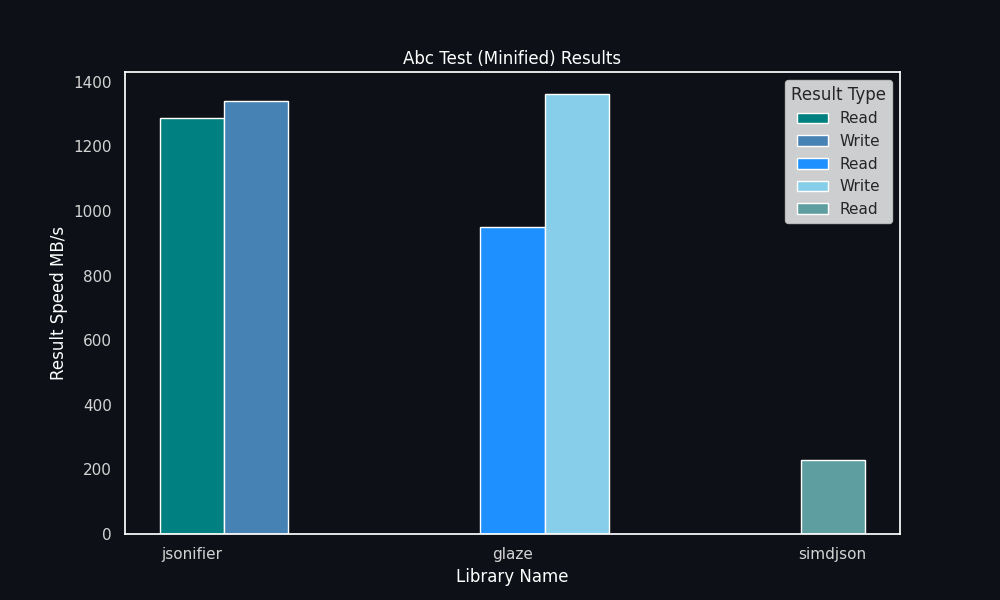 Abc Test (Minified) Results
1400
1200
1000
800
600
400
200
0
Result Speed MB/s
Result Type
Read
Write
Read
Write
Read
jsonifier
glaze
simdjson
Library Name